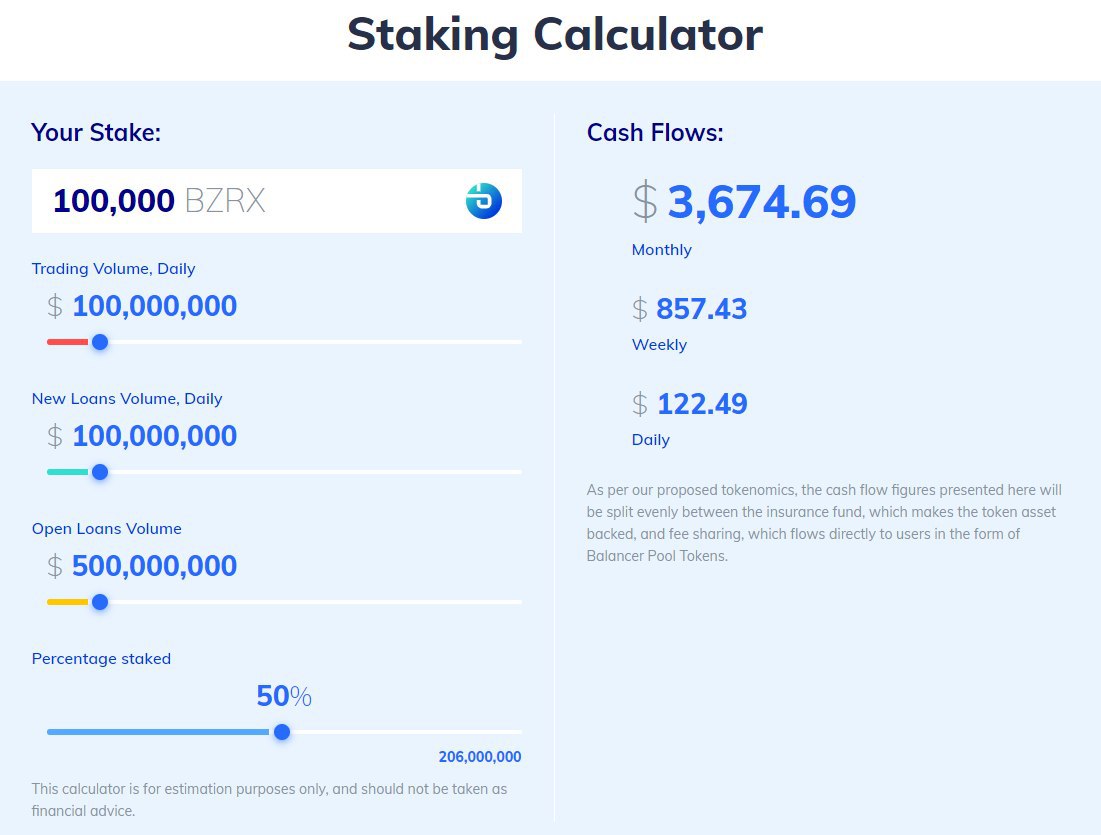 Staking Calculator
Your Stake:
100,000 BZRX
Trading Volume, Daily
$ 100,000,000
New Loans Volume, Daily
$ 100,000,000
Open Loans Volume
$ 500,000,000
Percentage staked
50%
206,000,000
This calculator is for estimation purposes only, and should not be taken as
financial advice.
Cash Flows:
$ 3,674.69
Monthly
$ 857.43
Weekly
$ 122.49
Daily
As per our proposed tokenomics, the cash flow figures presented here will
be split evenly between the insurance fund, which makes the token asset
backed, and fee sharing, which flows directly to users in the form of
Balancer Pool Tokens.